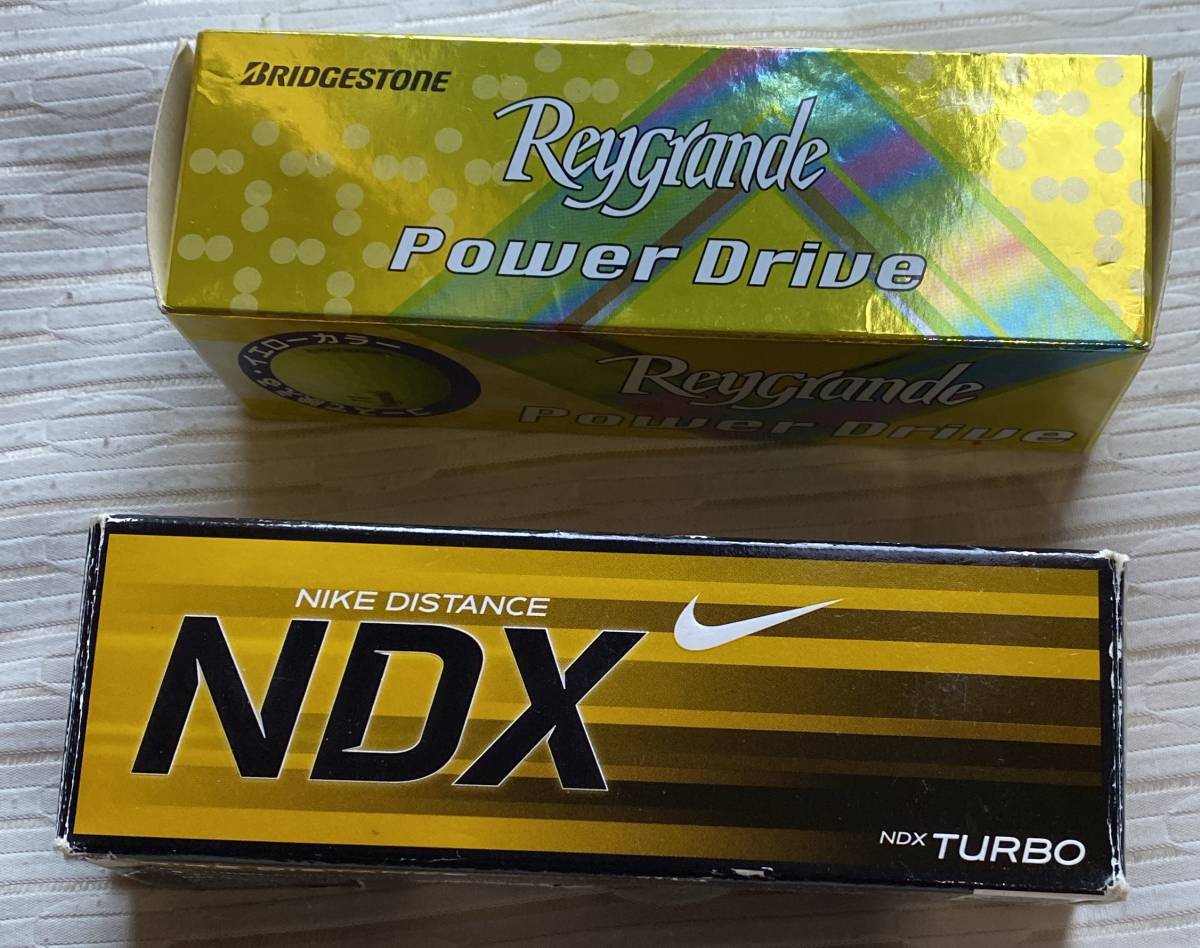 BRIDGESTONE
Reygrande
Power Drive
イエローカラー
Reygrande
Power Drive
NIKE DISTANCE
NDX
NDX TURBO